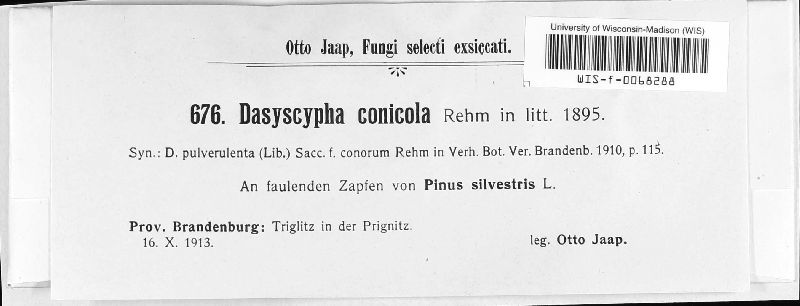 University of Wisconsin-Madison (WIS)
WIS-f-0068288
Otto Jaap, Fungi selecti exsiccati.
676. Dasyscypha conicola Rehm in litt. 1895.
Syn.: D. pulverulenta (Lib.) Sacc. f. conorum Rehm in Verh. Bot. Ver. Brandenb. 1910, p. 115.
An faulenden Zapfen von Pinus silvestris L.
Prov. Brandenburg: Triglitz in der Prignitz.
16. X. 1913.
leg. Otto Jaap.